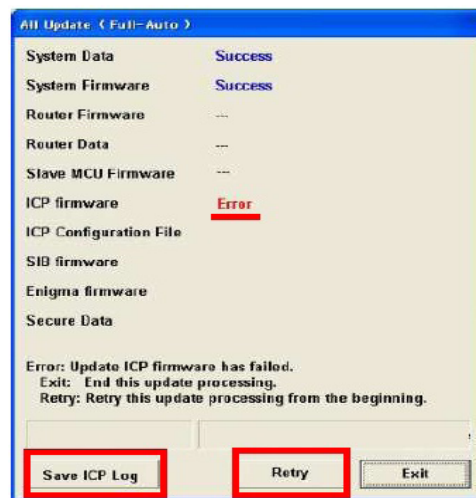 All Update ( Full-Auto )
System Data Success
System Firmware Success
Router Firmware ---
Router Data ---
Slave MCU Firmware ---
ICP firmware Error
ICP Configuration File
SIB firmware
Enigma firmware
Secure Data
Error: Update ICP firmware has failed.
Exit: End this update processing.
Retry: Retry this update processing from the beginning.
Save ICP Log Retry Exit